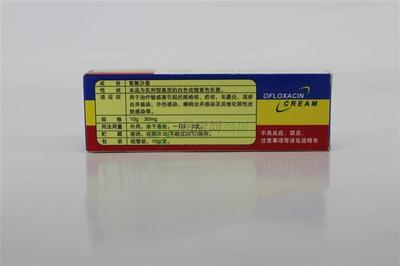 成 份 氧氟沙星
性 状 本品为乳剂型基质的白色或微黄色乳膏。
适 应 症 用于治疗敏感菌引起的脓疱疮、疖疮、毛囊炎、湿疹
合并感染、外伤感染、癣病合并感染及其他化脓性皮
肤感染等。
规 格 10g : 30mg
用法用量 外用，涂于患处，一日2~3次。
贮 藏 密闭，在阴凉处(不超过20℃)保存。
包 装 铝管装，10g/支。
OFLOXACIN
CREAM
不良反应、禁忌、
注意事项等详见说明书